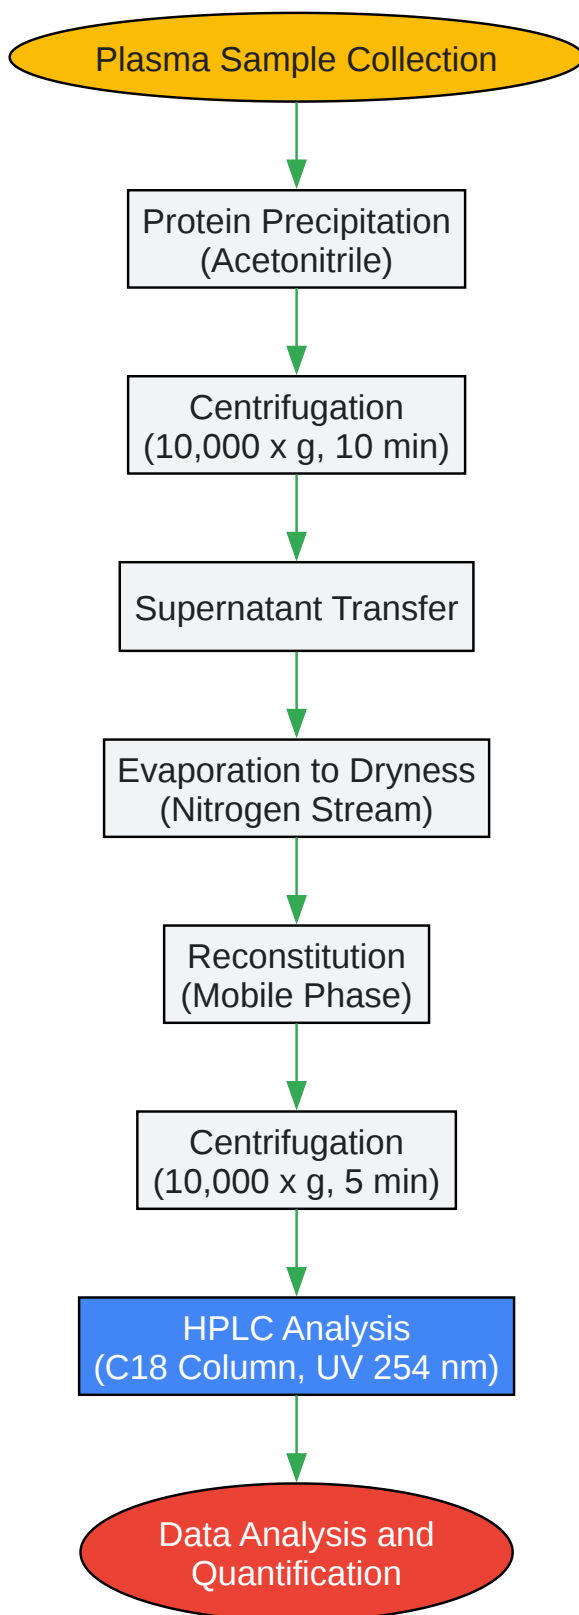 Plasma Sample Collection
Protein Precipitation
(Acetonitrile)
Centrifugation
(10,000 x g, 10 min)
Supernatant Transfer
Evaporation to Dryness
(Nitrogen Stream)
Reconstitution
(Mobile Phase)
Centrifugation
(10,000 x g, 5 min)
HPLC Analysis
(C18 Column, UV 254 nm)
Data Analysis and
Quantification